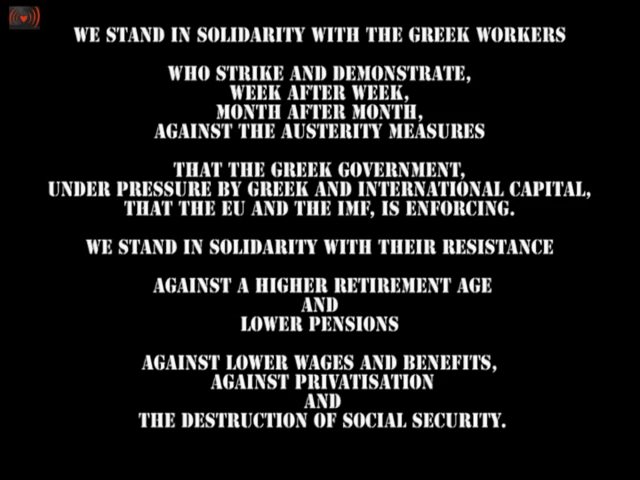 WE STAND IN SOLIDARITY WITH THE GREEK WORKERS
WHO STRIKE AND DEMONSTRATE,
WEEK AFTER WEEK,
MONTH AFTER MONTH,
AGAINST THE AUSTERITY MEASURES
THAT THE GREEK GOVERNMENT,
UNDER PRESSURE BY GREEK AND INTERNATIONAL CAPITAL,
THAT THE EU AND THE IMF, IS ENFORCING.
WE STAND IN SOLIDARITY WITH THEIR RESISTANCE
AGAINST A HIGHER RETIREMENT AGE
AND
LOWER PENSIONS
AGAINST LOWER WAGES AND BENEFITS,
AGAINST PRIVATISATION
AND
THE DESTRUCTION OF SOCIAL SECURITY.